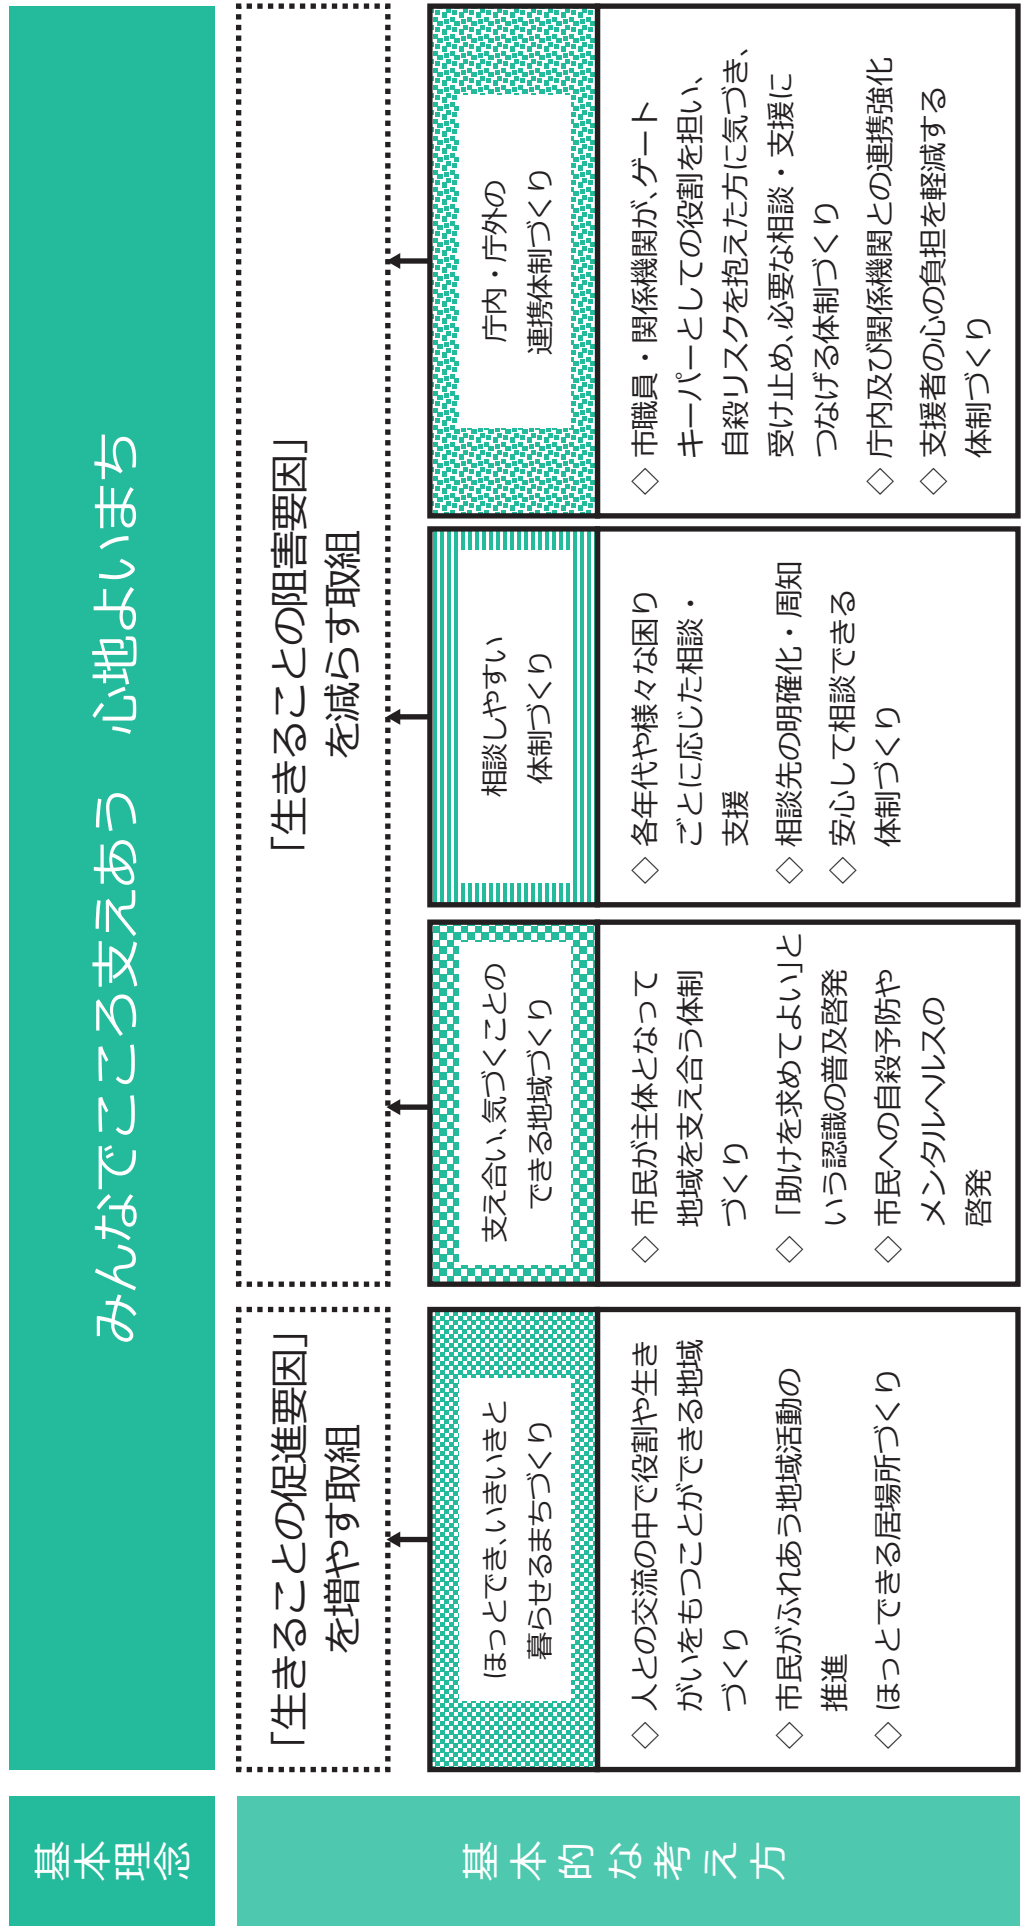 基本理念
みんなでこころ支えあう　心地よいまち
基本的な考え方
「生きることの促進要因」
を増やす取組
ほっとでき、いきいきと
暮らせるまちづくり
◇ 人との交流の中で役割や生き
がいをもつことができる地域
づくり
◇ 市民がふれあう地域活動の
推進
◇ ほっとできる居場所づくり
「生きることの阻害要因」
を減らす取組
支え合い、気づくことの
できる地域づくり
◇ 市民が主体となって
地域を支え合う体制
づくり
◇ 「助けを求めてよい」と
いう認識の普及啓発
◇ 市民への自殺予防や
メンタルヘルスの
啓発
相談しやすい
体制づくり
◇ 各年代や様々な困り
ごとに応じた相談・
支援
◇ 相談先の明確化・周知
◇ 安心して相談できる
体制づくり
庁内・庁外の
連携体制づくり
◇ 市職員・関係機関が、ゲート
キーパーとしての役割を担い、
自殺リスクを抱えた方に気づき、
受け止め、必要な相談・支援に
つなげる体制づくり
◇ 庁内及び関係機関との連携強化
◇ 支援者の心の負担を軽減する
体制づくり